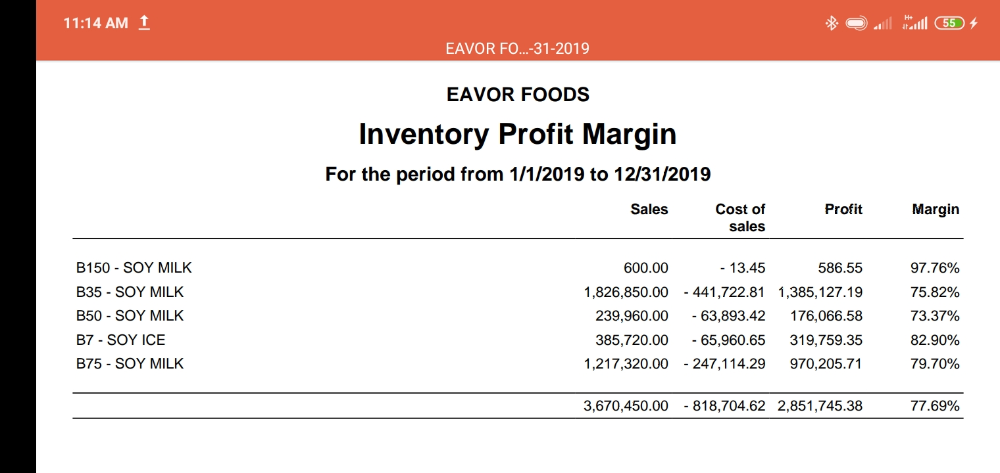 11:14 AM
H+
55
EAVOR FO...-31-2019
EAVOR FOODS
Inventory Profit Margin
For the period from 1/1/2019 to 12/31/2019
Sales Cost of sales Profit Margin
B150 - SOY MILK 600.00 - 13.45 586.55 97.76%
B35 - SOY MILK 1,826,850.00 - 441,722.81 1,385,127.19 75.82%
B50 - SOY MILK 239,960.00 - 63,893.42 176,066.58 73.37%
B7 - SOY ICE 385,720.00 - 65,960.65 319,759.35 82.90%
B75 - SOY MILK 1,217,320.00 - 247,114.29 970,205.71 79.70%
3,670,450.00 - 818,704.62 2,851,745.38 77.69%